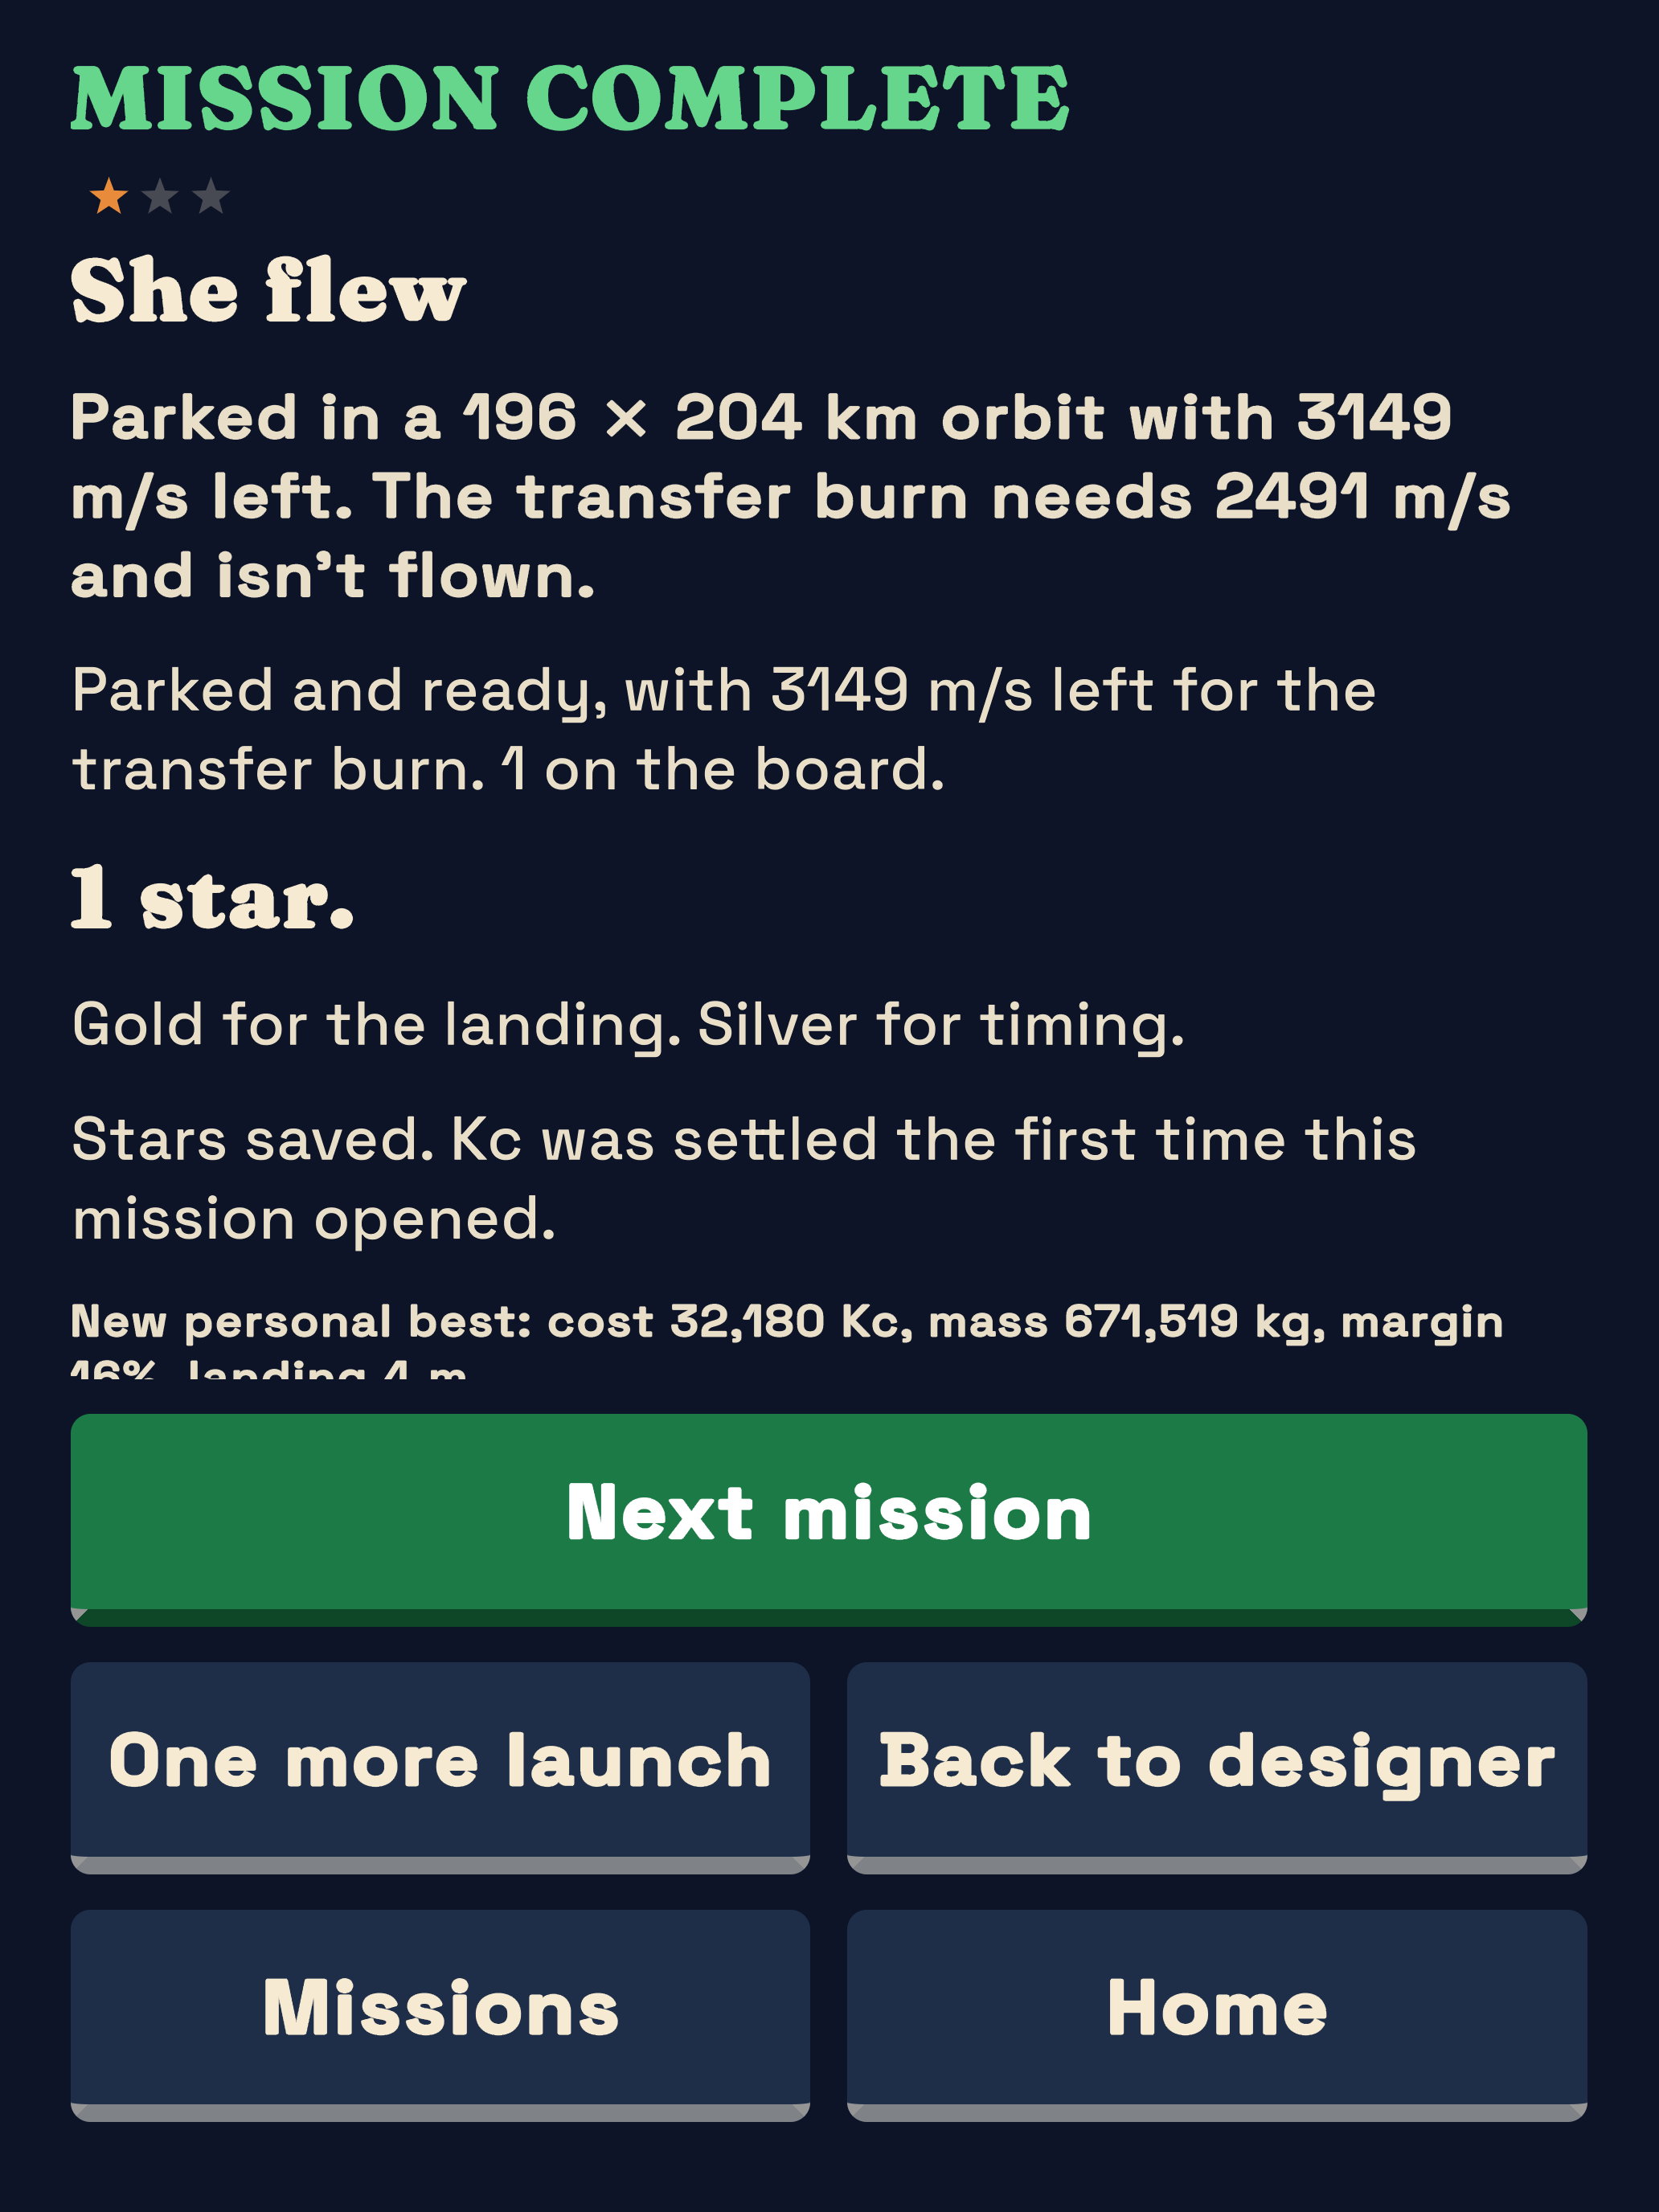 MISSION COMPLETE
She flew
Parked in a 196 × 204 km orbit with 3149
m/s left. The transfer burn needs 2491 m/s
and isn’t flown.
Parked and ready, with 3149 m/s left for the
transfer burn. 1 on the board.
1 star.
Gold for the landing. Silver for timing.
Stars saved. Kc was settled the first time this
mission opened.
New personal best: cost 32,180 Kc, mass 671,519 kg, margin
16%, landing 4 m
Next mission
One more launch
Back to designer
Missions
Home